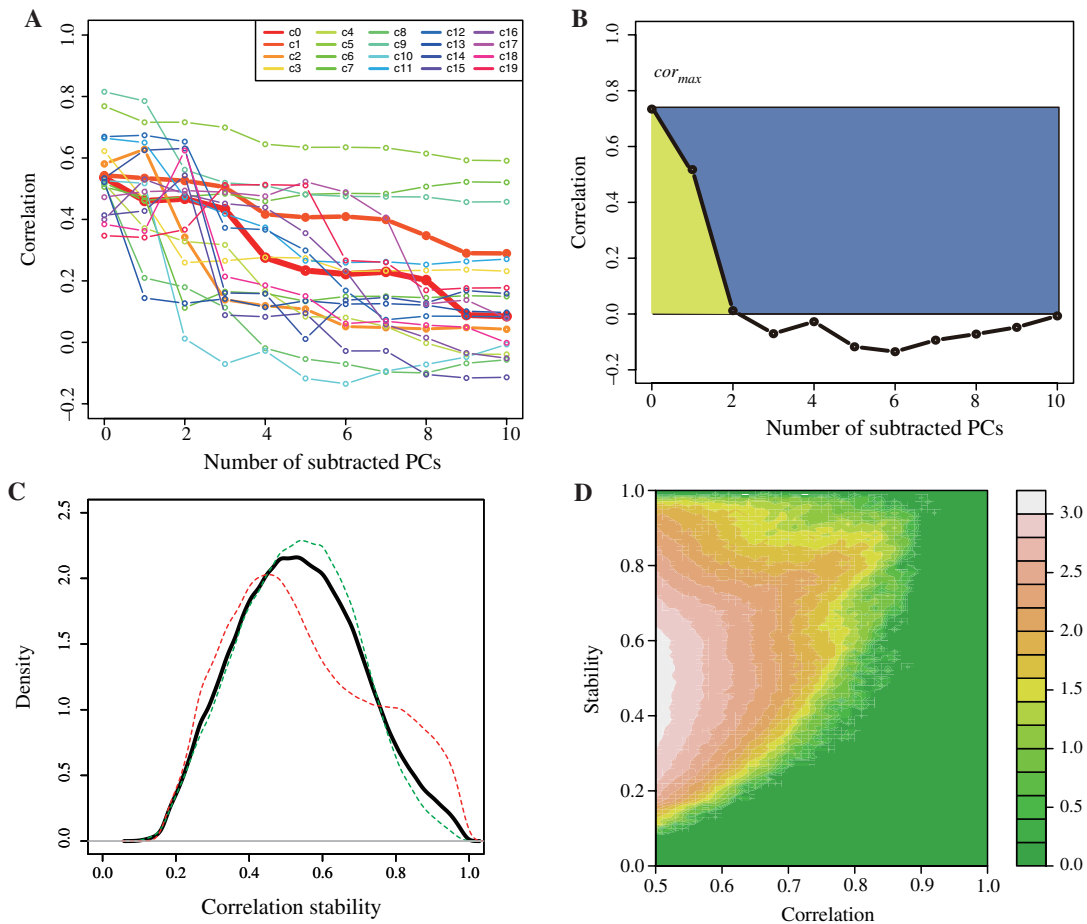 A
1.0
0.8
0.6
0.4
0.2
0.0
−0.2
Correlation
c0 c4 c8 c12 c16
c1 c5 c9 c13 c17
c2 c6 c10 c14 c18
c3 c7 c11 c15 c19
0 2 4 6 8 10
Number of subtracted PCs
B
cor max
1.0
0.8
0.6
0.4
0.2
0.0
−0.2
Correlation
0 2 4 6 8 10
Number of subtracted PCs
C
2.5
2.0
1.5
1.0
0.5
0.0
Density
0.0 0.2 0.4 0.6 0.8 1.0
Correlation stability
D
1.0
0.8
0.6
0.4
0.2
0.0
Stability
0.5 0.6 0.7 0.8 0.9 1.0
Correlation
3.0
2.5
2.0
1.5
1.0
0.5
0.0